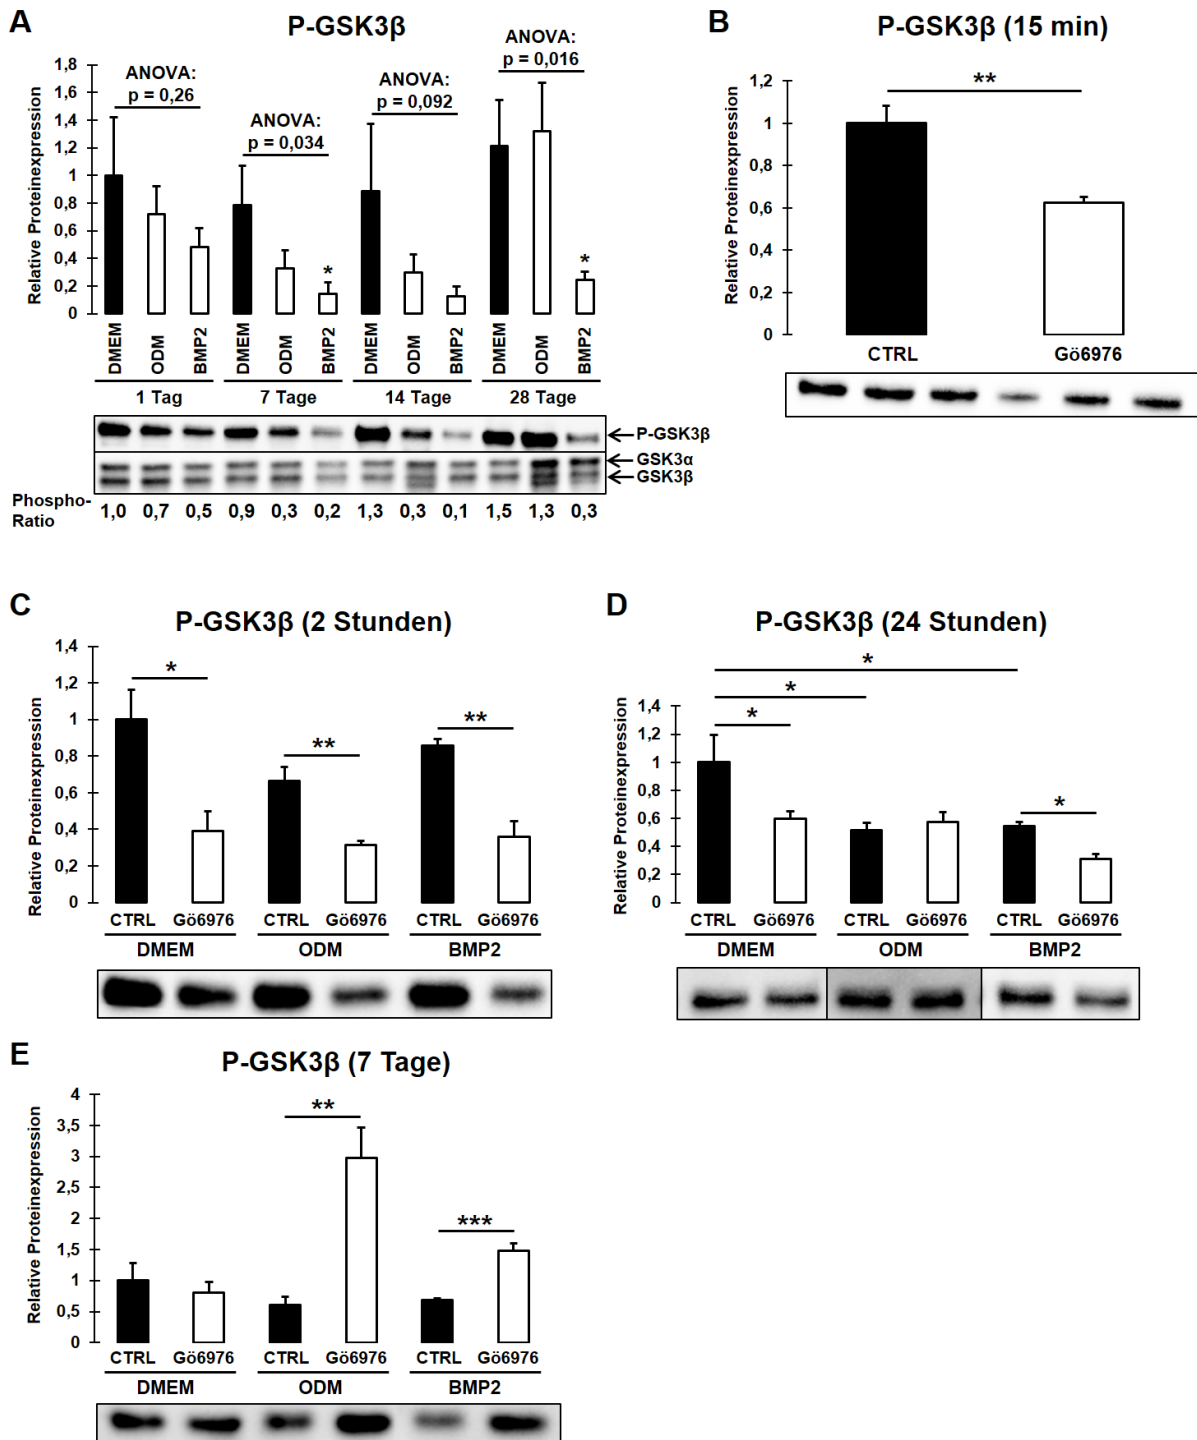 A
P-GSK3β
ANOVA:
p = 0,26
ANOVA:
p = 0,034
ANOVA:
p = 0,092
ANOVA:
p = 0,016
Relative Proteinexpression
1,8
1,6
1,4
1,2
1
0,8
0,6
0,4
0,2
0
*
*
DMEM ODM BMP2 DMEM ODM BMP2 DMEM ODM BMP2 DMEM ODM BMP2
1 Tag 7 Tage 14 Tage 28 Tage
P-GSK3β
GSK3α
GSK3β
Phospho-
Ratio
1,0 0,7 0,5 0,9 0,3 0,2 1,3 0,3 0,1 1,5 1,3 0,3
B
P-GSK3β (15 min)
Relative Proteinexpression
1,2
1
0,8
0,6
0,4
0,2
0
**
CTRL Gö6976
C
P-GSK3β (2 Stunden)
Relative Proteinexpression
1,4
1,2
1
0,8
0,6
0,4
0,2
0
*
**
**
CTRL Gö6976 CTRL Gö6976 CTRL Gö6976
DMEM ODM BMP2
D
P-GSK3β (24 Stunden)
Relative Proteinexpression
1,4
1,2
1
0,8
0,6
0,4
0,2
0
*
*
*
*
CTRL Gö6976 CTRL Gö6976 CTRL Gö6976
DMEM ODM BMP2
E
P-GSK3β (7 Tage)
Relative Proteinexpression
4
3,5
3
2,5
2
1,5
1
0,5
0
**
***
CTRL Gö6976 CTRL Gö6976 CTRL Gö6976
DMEM ODM BMP2